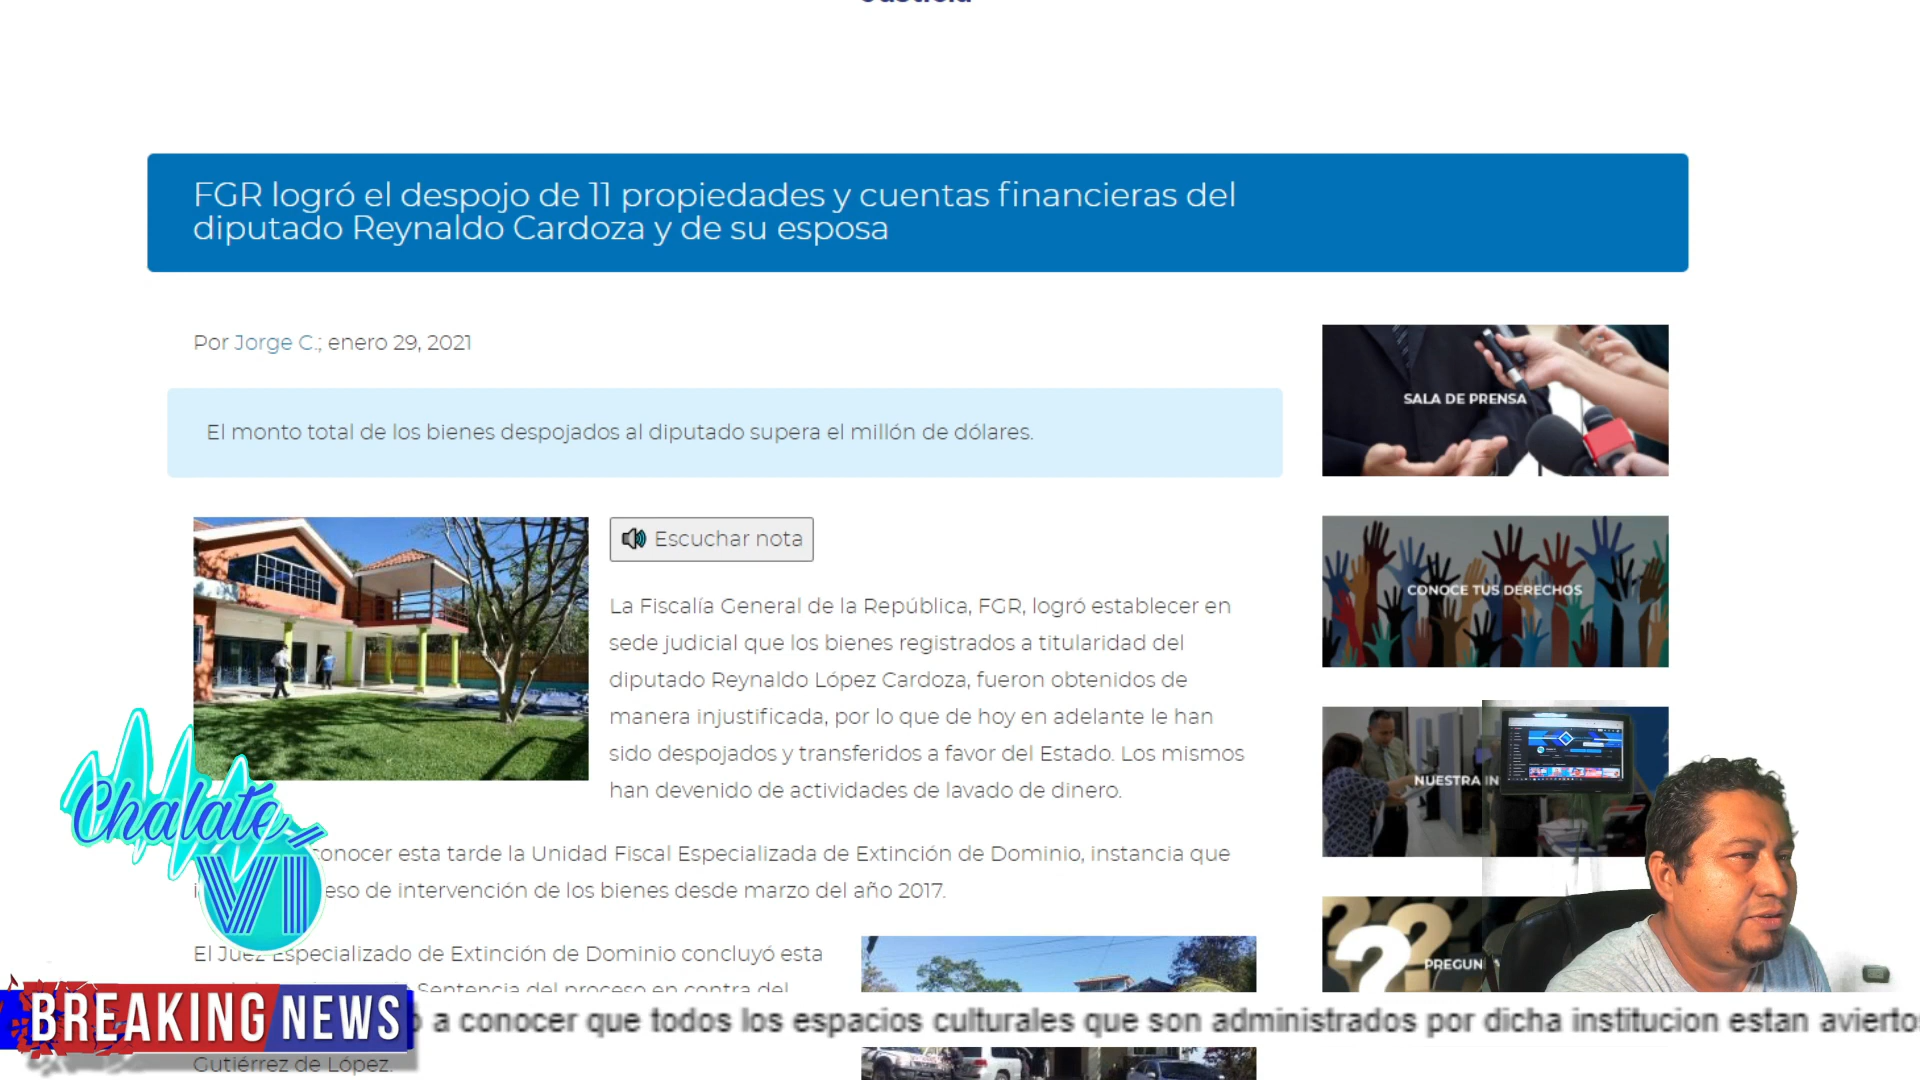 FGR logró el despojo de 11 propiedades y cuentas financieras del
diputado Reynaldo Cardoza y de su esposa
Por Jorge C.; enero 29, 2021
El monto total de los bienes despojados al diputado supera el millón de dólares.
Escuchar nota
La Fiscalía General de la República, FGR, logró establecer en
sede judicial que los bienes registrados a titularidad del
diputado Reynaldo López Cardoza, fueron obtenidos de
manera injustificada, por lo que de hoy en adelante le han
sido despojados y transferidos a favor del Estado. Los mismos
han devenido de actividades de lavado de dinero.
conocer esta tarde la Unidad Fiscal Especializada de Extinción de Dominio, instancia que
eso de intervención de los bienes desde marzo del año 2017.
El Juez Especializado de Extinción de Dominio concluyó esta
Sentencia del proceso en contra del
Gutiérrez de López.
SALA DE PRENSA
CONOCE TUS DERECHOS
NUESTRA IN
PREGUN
Chalate
VÍ
BREAKING NEWS
a conocer que todos los espacios culturales que son administrados por dicha institucion estan avierto